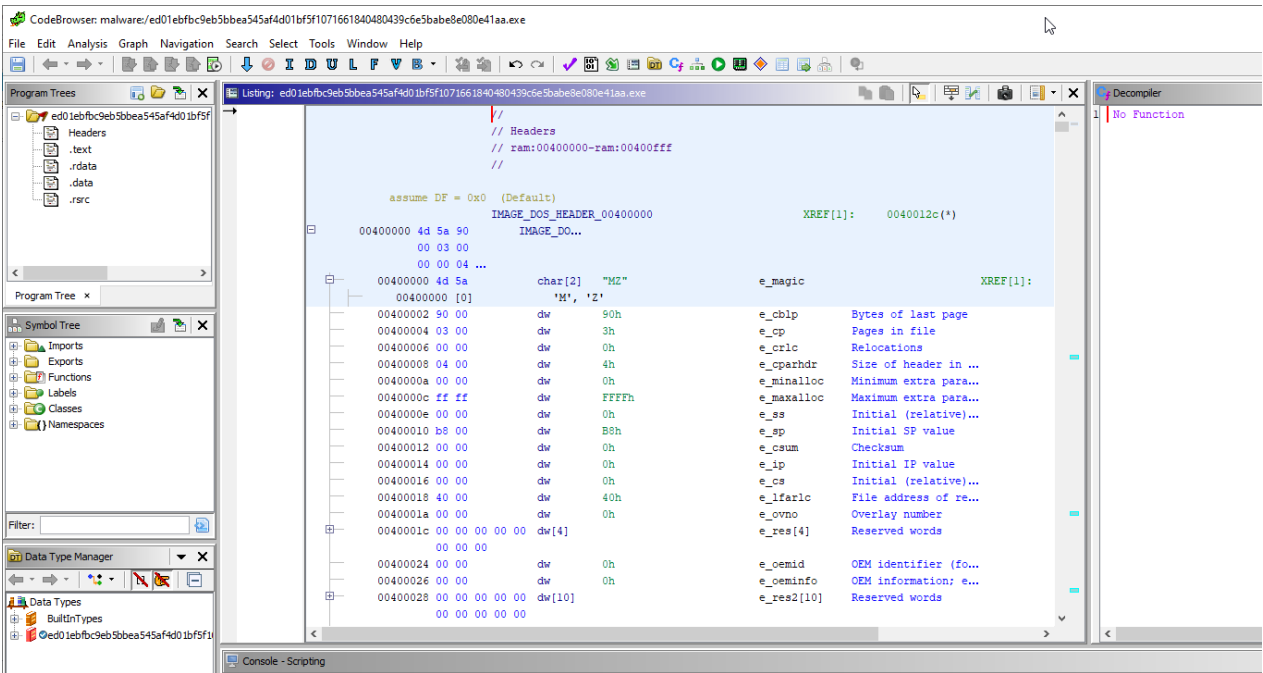 CodeBrowser: malware:/ed01ebfbc9eb5bbea545af4d01bf5f1071661840480439c6e5babe8e080e41aa.exe
File Edit Analysis Graph Navigation Search Select Tools Window Help
I D U L F V B
Program Trees
ed01ebfbc9eb5bbea545af4d01bf5f
Headers
.text
.rdata
.data
.rsrc
Program Tree ×
Symbol Tree
Imports
Exports
Functions
Labels
Classes
Namespaces
Filter:
Data Type Manager
Data Types
BuiltInTypes
ed01ebfbc9eb5bbea545af4d01bf5f1
Listing: ed01ebfbc9eb5bbea545af4d01bf5f1071661840480439c6e5babe8e080e41aa.exe
//
// Headers
// ram:00400000-ram:00400fff
//
assume DF = 0x0 (Default)
IMAGE_DOS_HEADER_00400000 XREF[1]: 0040012c(*)
00400000 4d 5a 90 IMAGE_DO...
00 03 00
00 00 04 ...
00400000 4d 5a char[2] "MZ" e_magic XREF[1]:
00400000 [0] 'M', 'Z'
00400002 90 00 dw 90h e_cblp Bytes of last page
00400004 03 00 dw 3h e_cp Pages in file
00400006 00 00 dw 0h e_crlc Relocations
00400008 04 00 dw 4h e_cparhdr Size of header in ...
0040000a 00 00 dw 0h e_minalloc Minimum extra para...
0040000c ff ff dw FFFFh e_maxalloc Maximum extra para...
0040000e 00 00 dw 0h e_ss Initial (relative)...
00400010 b8 00 dw B8h e_sp Initial SP value
00400012 00 00 dw 0h e_csum Checksum
00400014 00 00 dw 0h e_ip Initial IP value
00400016 00 00 dw 0h e_cs Initial (relative)...
00400018 40 00 dw 40h e_lfarlc File address of re...
0040001a 00 00 dw 0h e_ovno Overlay number
0040001c 00 00 00 00 00 dw[4] e_res[4] Reserved words
00 00 00
00400024 00 00 dw 0h e_oemid OEM identifier (fo...
00400026 00 00 dw 0h e_oeminfo OEM information; e...
00400028 00 00 00 00 00 dw[10] e_res2[10] Reserved words
00 00 00 00 00
Decompiler
1 No Function
Console - Scripting